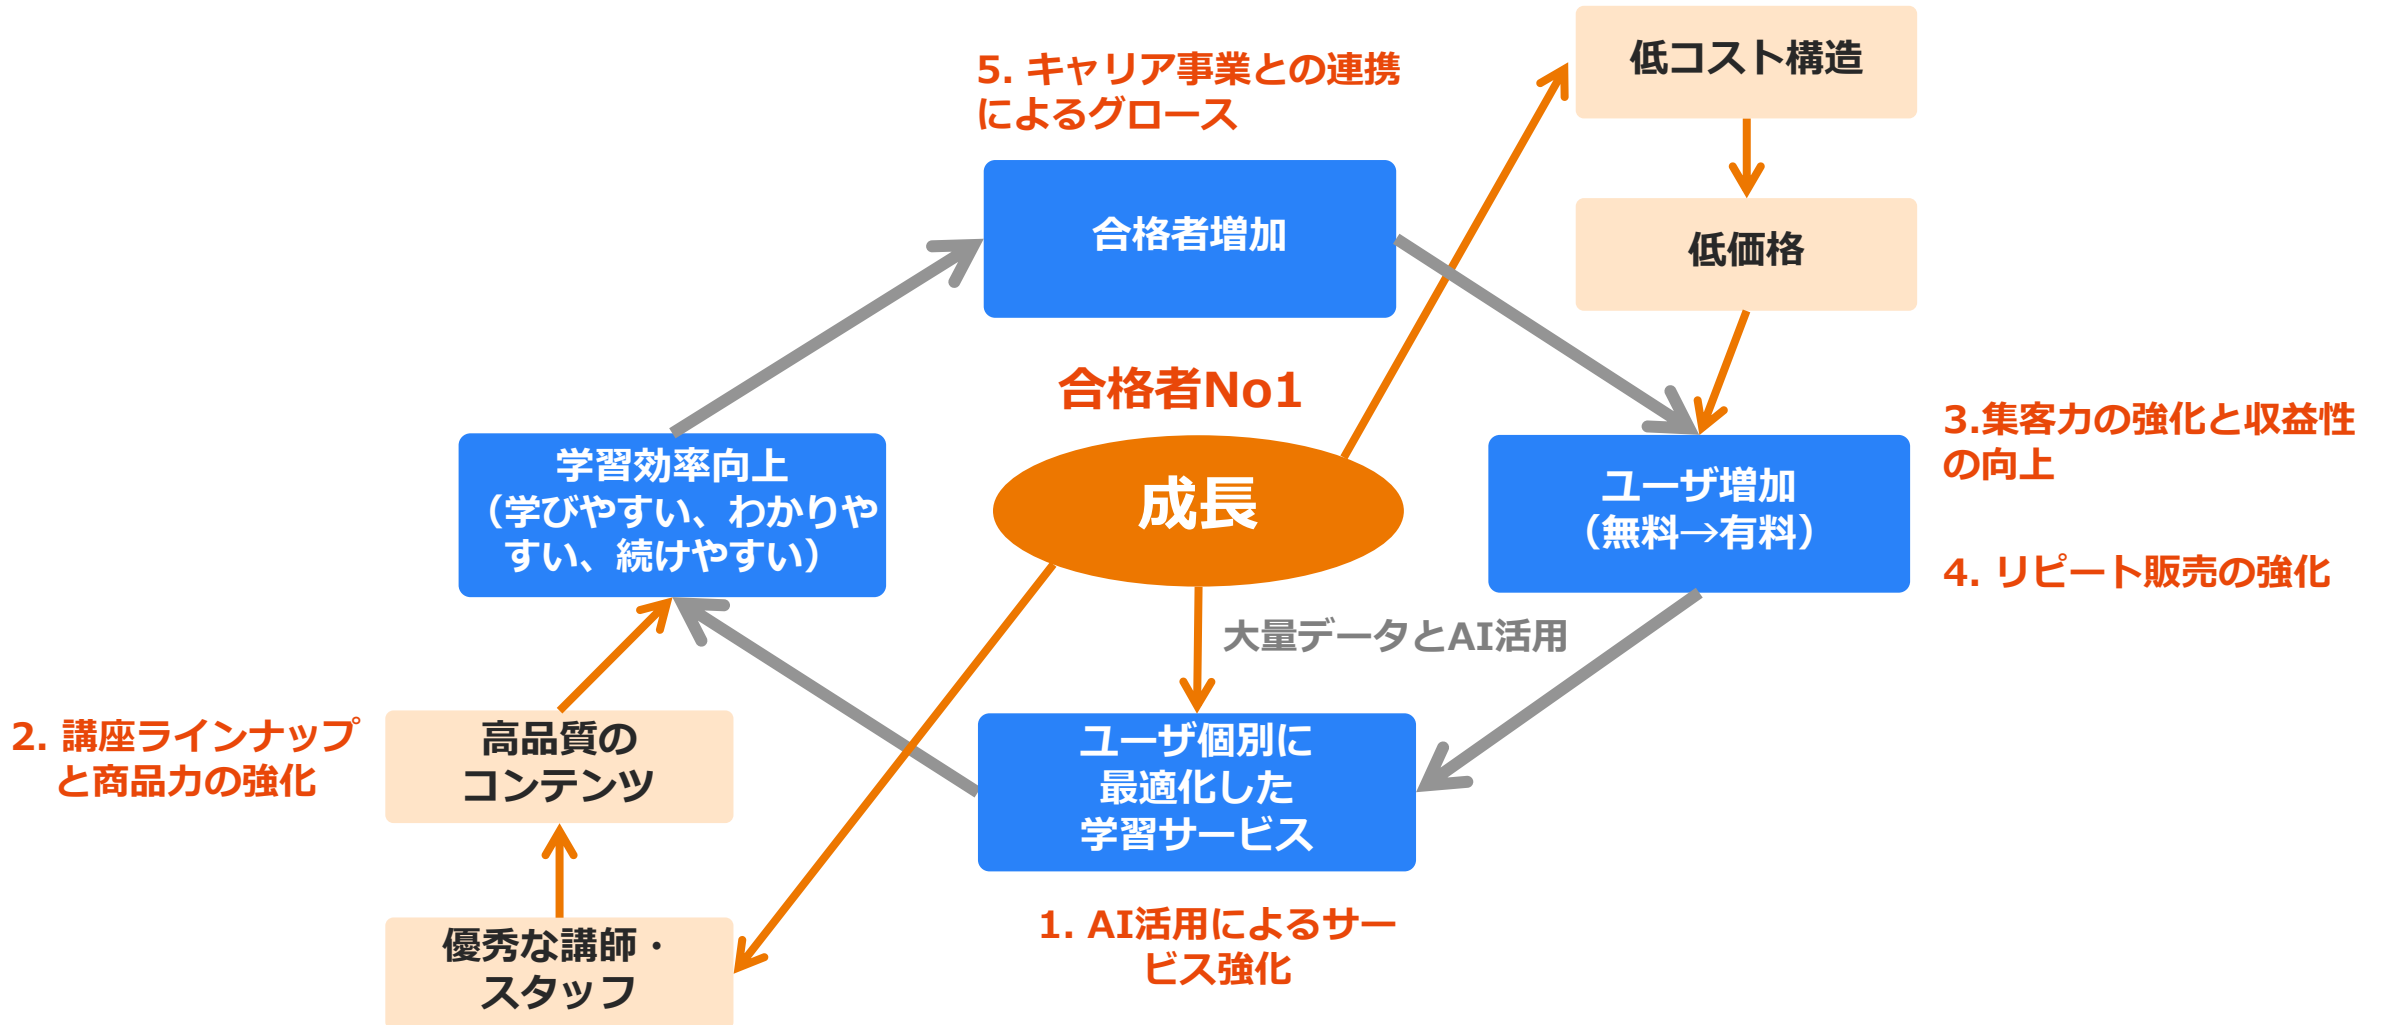 5. キャリア事業との連携
によるグロース
低コスト構造
合格者増加
低価格
合格者No1
成長
学習効率向上
（学びやすい、わかりや
すい、続けやすい）
ユーザ増加
（無料→有料）
3.集客力の強化と収益性
の向上
4. リピート販売の強化
大量データとAI活用
2. 講座ラインナップ
と商品力の強化
高品質の
コンテンツ
ユーザ個別に
最適化した
学習サービス
優秀な講師・
スタッフ
1. AI活用によるサー
ビス強化